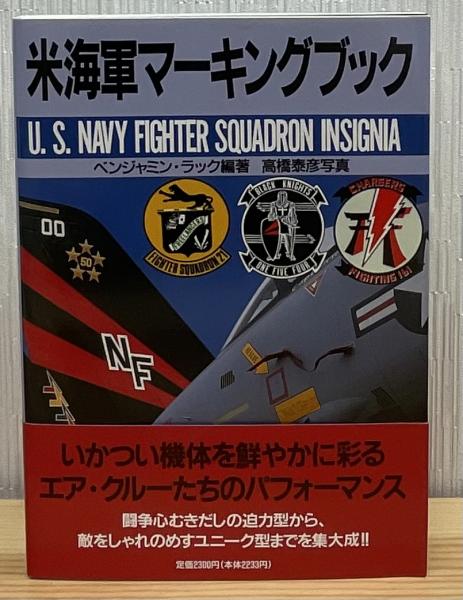 米海軍マーキングブック
U. S. NAVY FIGHTER SQUADRON INSIGNIA
ベンジャミン・ラック編著 高橋泰彦写真
00
50
NF
FREELANCERS
FIGHTER SQUADRON 21
BLACK KNIGHTS
ONE FIVE FOUR
CHARGERS
FIGHTING 161
いかつい機体を鮮やかに彩る
エア・クルーたちのパフォーマンス
闘争心むきだしの迫力型から、
敵をしゃれのめすユニーク型までを集大成!!
定価2300円(本体2233円)